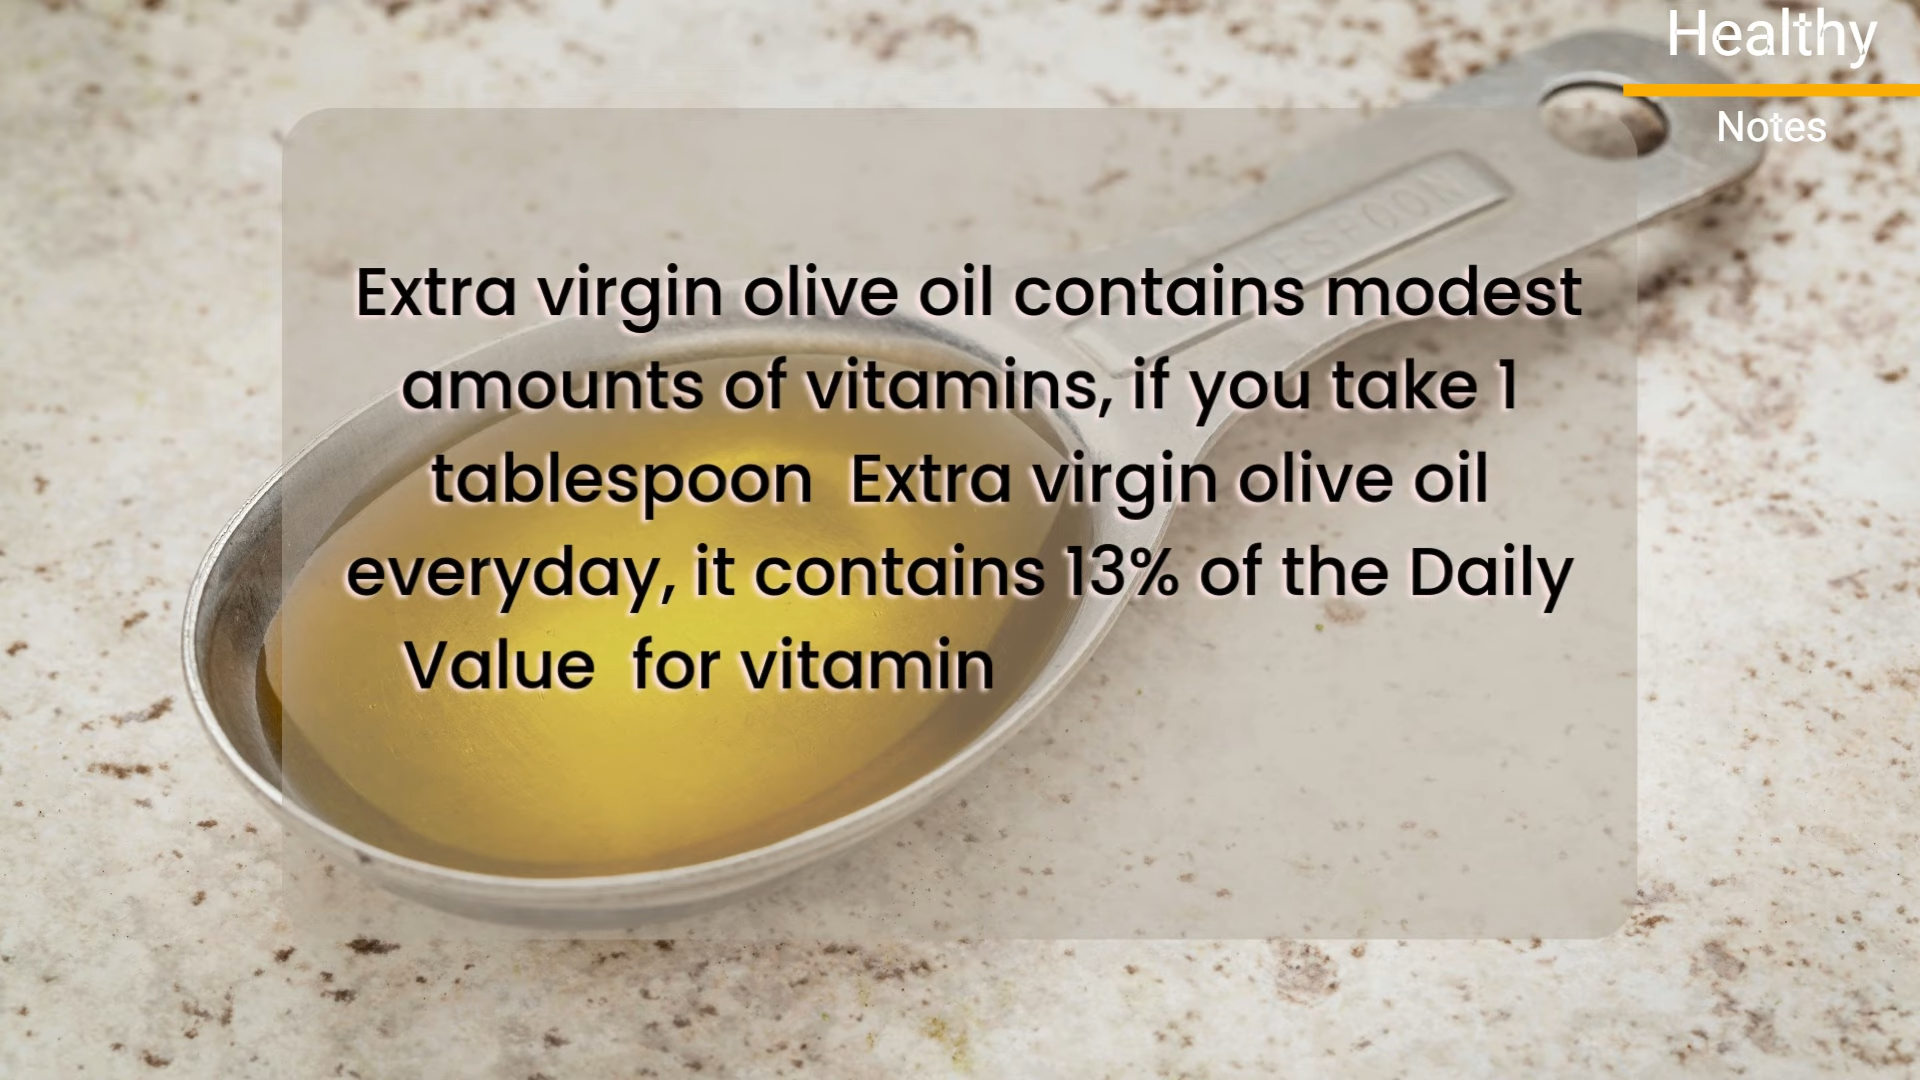 Healthy
Notes
Extra virgin olive oil contains modest
amounts of vitamins, if you take 1
tablespoon  Extra virgin olive oil
everyday, it contains 13% of the Daily
Value  for vitamin